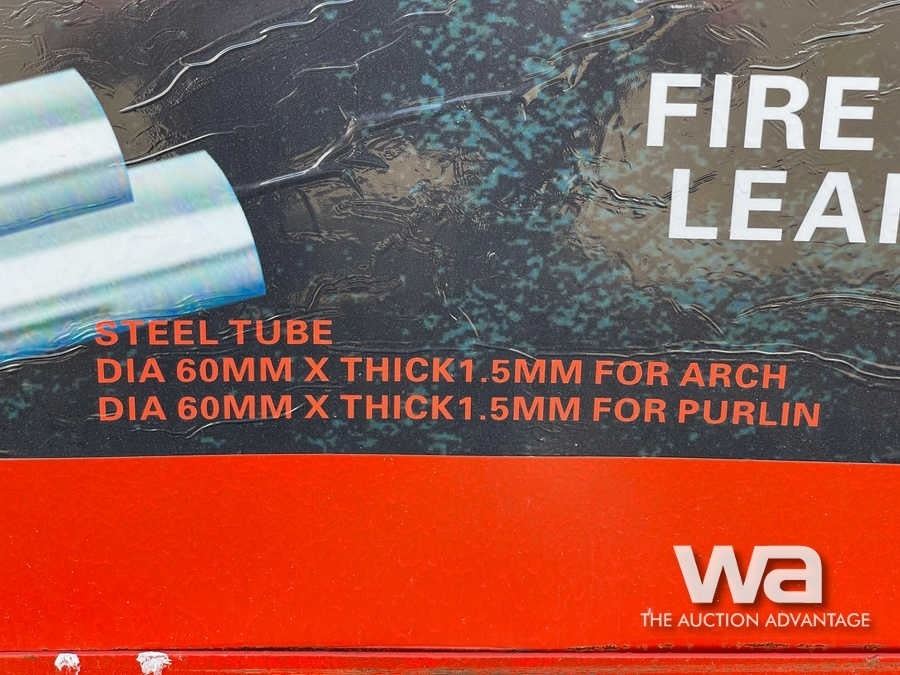 FIRE
LEA
STEEL TUBE
DIA 60MM X THICK1.5MM FOR ARCH
DIA 60MM X THICK1.5MM FOR PURLIN
wa
THE AUCTION ADVANTAGE